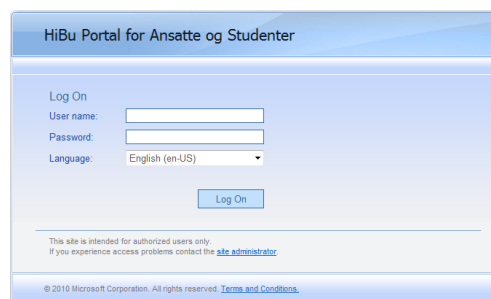 HiBu Portal for Ansatte og Studenter
Log On
User name:
Password:
Language: English (en-US)
Log On
This site is intended for authorized users only.
If you experience access problems contact the site administrator.
© 2010 Microsoft Corporation. All rights reserved. Terms and Conditions.